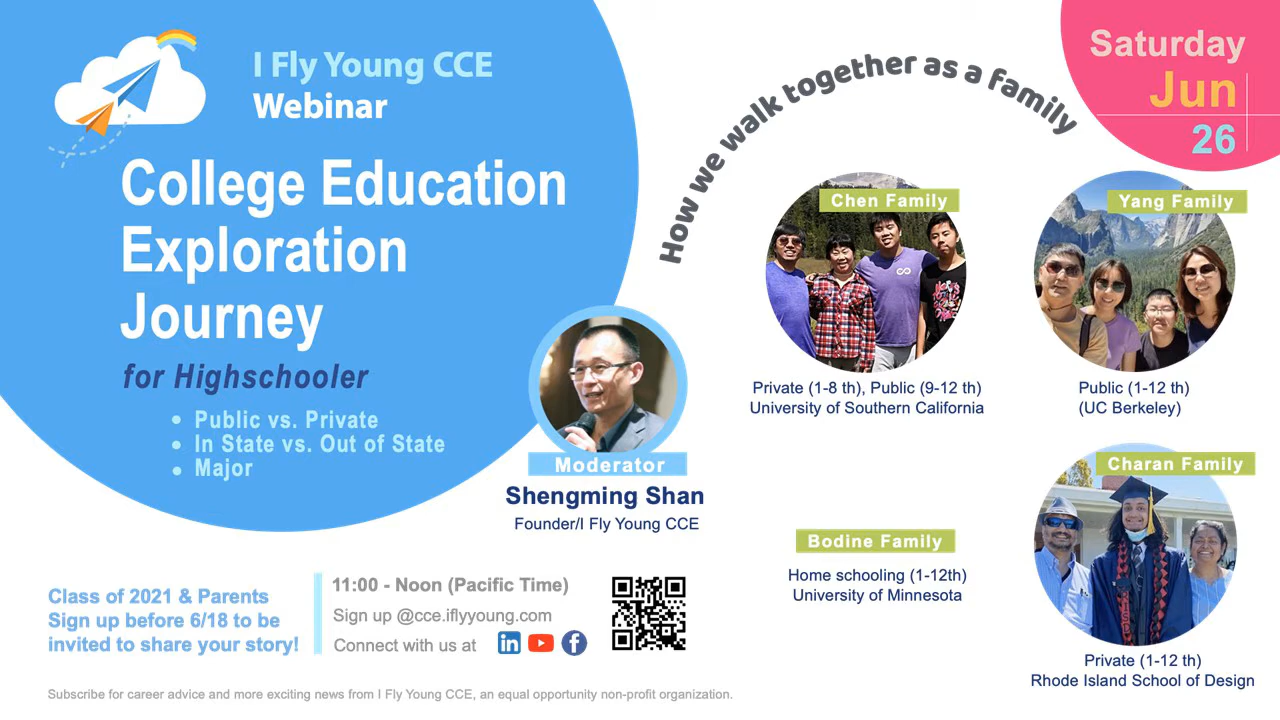 I Fly Young CCE
Webinar
College Education
Exploration
Journey
for Highschooler
• Public vs. Private
• In State vs. Out of State
• Major
How we walk together as a family
Saturday
Jun
26
Chen Family
Private (1-8 th), Public (9-12 th)
University of Southern California
Yang Family
Public (1-12 th)
(UC Berkeley)
Moderator
Shengming Shan
Founder/I Fly Young CCE
Bodine Family
Home schooling (1-12th)
University of Minnesota
Charan Family
Private (1-12 th)
Rhode Island School of Design
Class of 2021 & Parents
Sign up before 6/18 to be
invited to share your story!
11:00 - Noon (Pacific Time)
Sign up @cce.iflyyoung.com
Connect with us at
in
f
Subscribe for career advice and more exciting news from I Fly Young CCE, an equal opportunity non-profit organization.